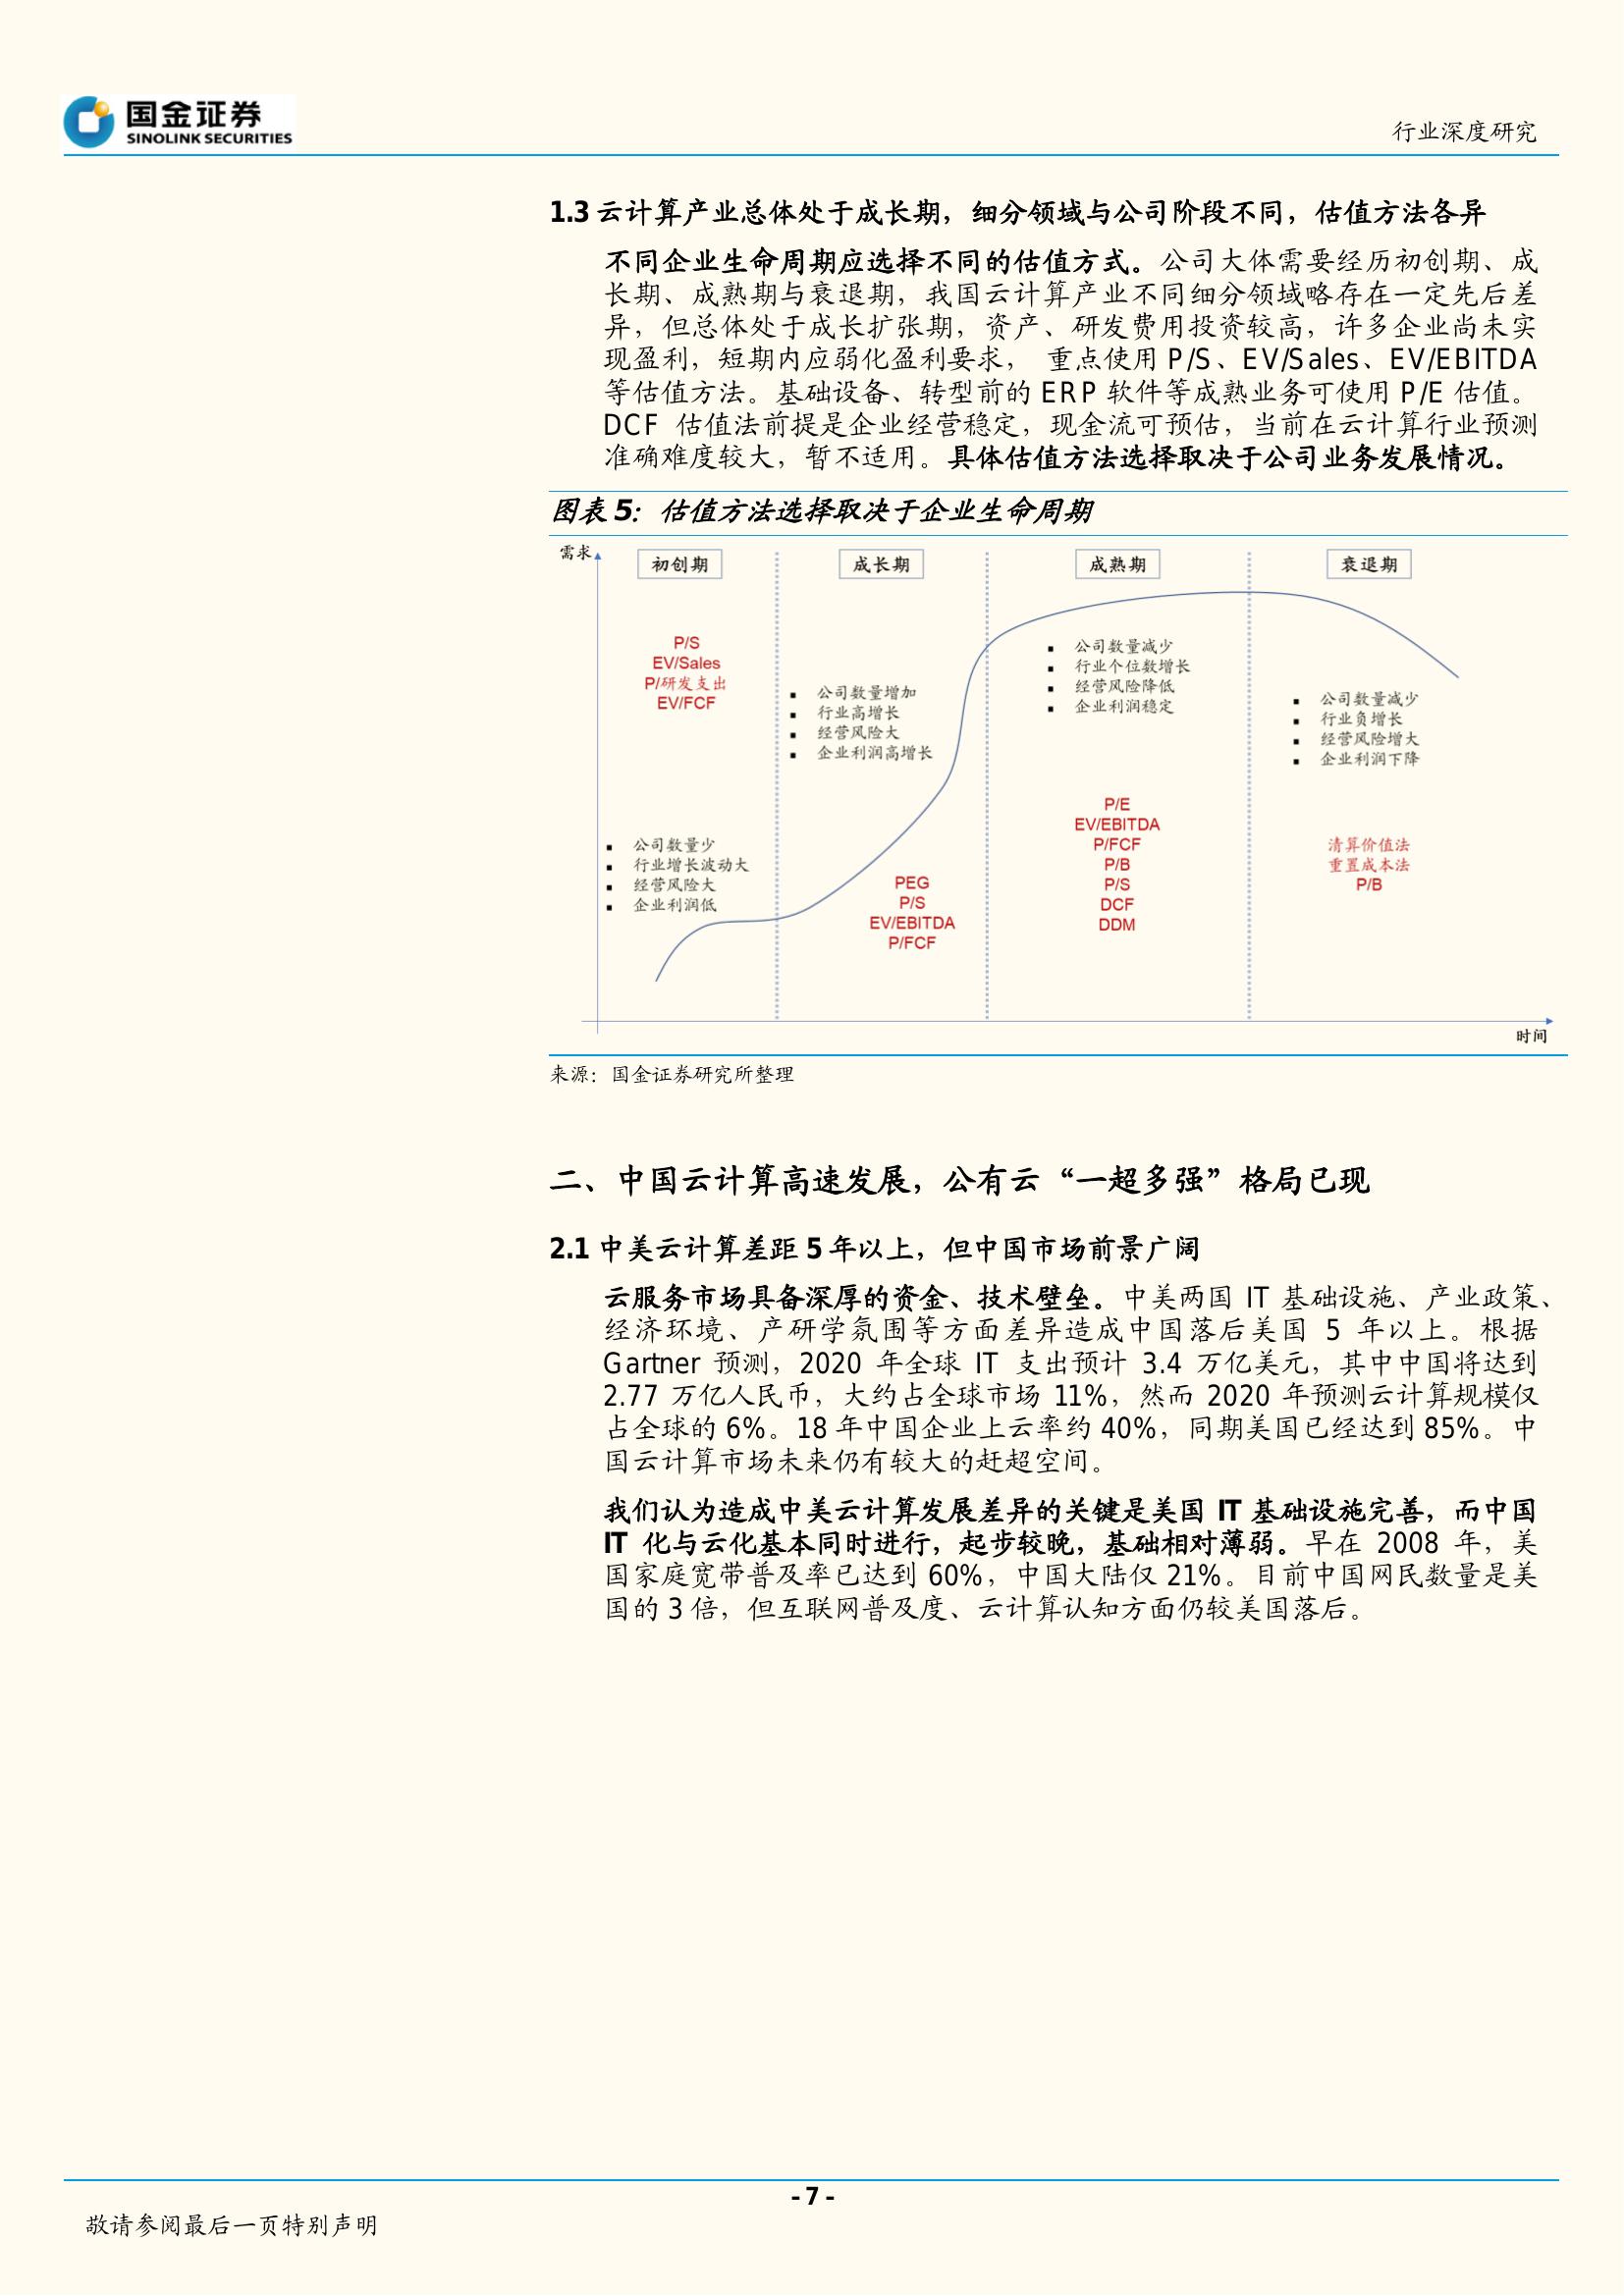 国金证券
SINOLINK SECURITIES
行业深度研究
1.3 云计算产业总体处于成长期，细分领域与公司阶段不同，估值方法各异
不同企业生命周期应选择不同的估值方式。公司大体需要经历初创期、成
长期、成熟期与衰退期，我国云计算产业不同细分领域略存在一定先后差
异，但总体处于成长扩张期，资产、研发费用投资较高，许多企业尚未实
现盈利，短期内应弱化盈利要求， 重点使用 P/S、EV/Sales、EV/EBITDA
等估值方法。基础设备、转型前的 ERP 软件等成熟业务可使用 P/E 估值。
DCF 估值法前提是企业经营稳定，现金流可预估，当前在云计算行业预测
准确难度较大，暂不适用。具体估值方法选择取决于公司业务发展情况。
图表 5：估值方法选择取决于企业生命周期
需求
初创期
P/S
EV/Sales
P/研发支出
EV/FCF
▪ 公司数量少
▪ 行业增长波动大
▪ 经营风险大
▪ 企业利润低
成长期
▪ 公司数量增加
▪ 行业高增长
▪ 经营风险大
▪ 企业利润高增长
PEG
P/S
EV/EBITDA
P/FCF
成熟期
▪ 公司数量减少
▪ 行业个位数增长
▪ 经营风险降低
▪ 企业利润稳定
P/E
EV/EBITDA
P/FCF
P/B
P/S
DCF
DDM
衰退期
▪ 公司数量减少
▪ 行业负增长
▪ 经营风险增大
▪ 企业利润下降
清算价值法
重置成本法
P/B
时间
来源：国金证券研究所整理
二、中国云计算高速发展，公有云“一超多强”格局已现
2.1 中美云计算差距 5 年以上，但中国市场前景广阔
云服务市场具备深厚的资金、技术壁垒。中美两国 IT 基础设施、产业政策、
经济环境、产研学氛围等方面差异造成中国落后美国 5 年以上。根据
Gartner 预测，2020 年全球 IT 支出预计 3.4 万亿美元，其中中国将达到
2.77 万亿人民币，大约占全球市场 11%，然而 2020 年预测云计算规模仅
占全球的 6%。18 年中国企业上云率约 40%，同期美国已经达到 85%。中
国云计算市场未来仍有较大的赶超空间。
我们认为造成中美云计算发展差异的关键是美国 IT 基础设施完善，而中国
IT 化与云化基本同时进行，起步较晚，基础相对薄弱。早在 2008 年，美
国家庭宽带普及率已达到 60%，中国大陆仅 21%。目前中国网民数量是美
国的 3 倍，但互联网普及度、云计算认知方面仍较美国落后。
- 7 -
敬请参阅最后一页特别声明